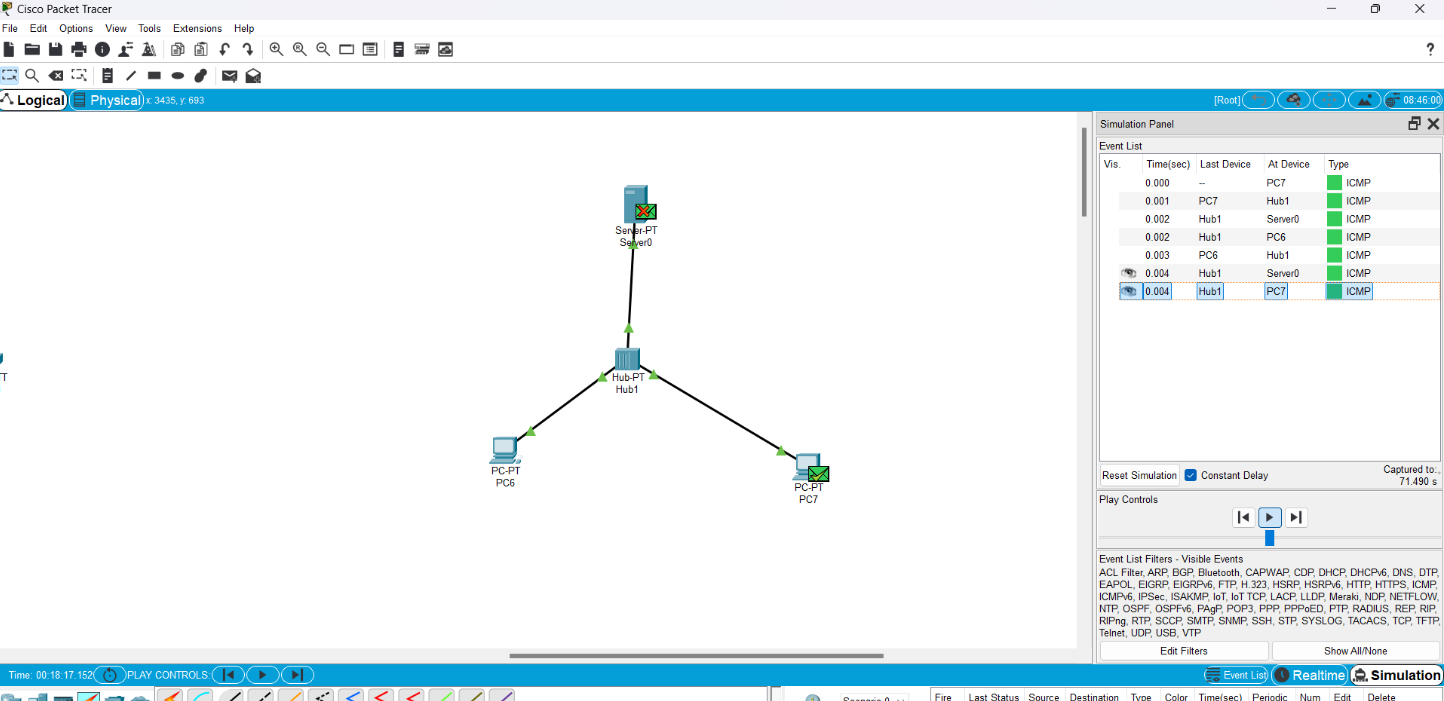 Cisco Packet Tracer
File Edit Options View Tools Extensions Help
?
Logical Physical x: 3435, y: 693 [Root] 08:46:00
Simulation Panel
Event List
Vis. Time(sec) Last Device At Device Type
0.000 -- PC7 ICMP
0.001 PC7 Hub1 ICMP
0.002 Hub1 Server0 ICMP
0.002 Hub1 PC6 ICMP
0.003 PC6 Hub1 ICMP
0.004 Hub1 Server0 ICMP
0.004 Hub1 PC7 ICMP
Server-PT
Server0
Hub-PT
Hub1
PC-PT
PC6
PC-PT
PC7
T
Reset Simulation Constant Delay Captured to:
71.490 s
Play Controls
Event List Filters - Visible Events
ACL Filter, ARP, BGP, Bluetooth, CAPWAP, CDP, DHCP, DHCPv6, DNS, DTP,
EAPOL, EIGRP, EIGRPv6, FTP, H.323, HSRP, HSRPv6, HTTP, HTTPS, ICMP,
ICMPv6, IPSec, ISAKMP, IoT, IoT TCP, LACP, LLDP, Meraki, NDP, NETFLOW,
NTP, OSPF, OSPFv6, PAgP, POP3, PPP, PPPoED, PTP, RADIUS, REP, RIP,
RIPng, RTP, SCCP, SMTP, SNMP, SSH, STP, SYSLOG, TACACS, TCP, TFTP,
Telnet, UDP, USB, VTP
Edit Filters Show All/None
Time: 00:18:17.152 PLAY CONTROLS: Event List Realtime Simulation
Scenario 0 Fire Last Status Source Destination Type Color Time(sec) Periodic Num Edit Delete